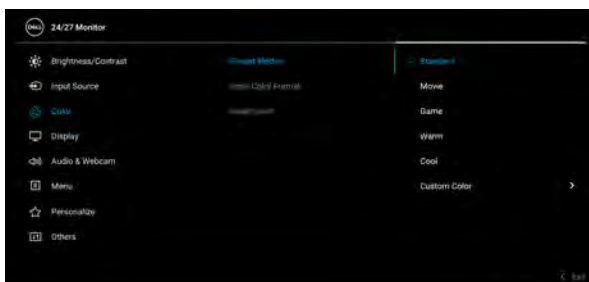 DELL 24/27 Monitor
Brightness/Contrast
Preset Modes
Standard
Input Source
Input Color Format
Movie
Color
Game
Display
Warm
Audio & Webcam
Cool
Menu
Custom Color
Personalize
Others
Exit